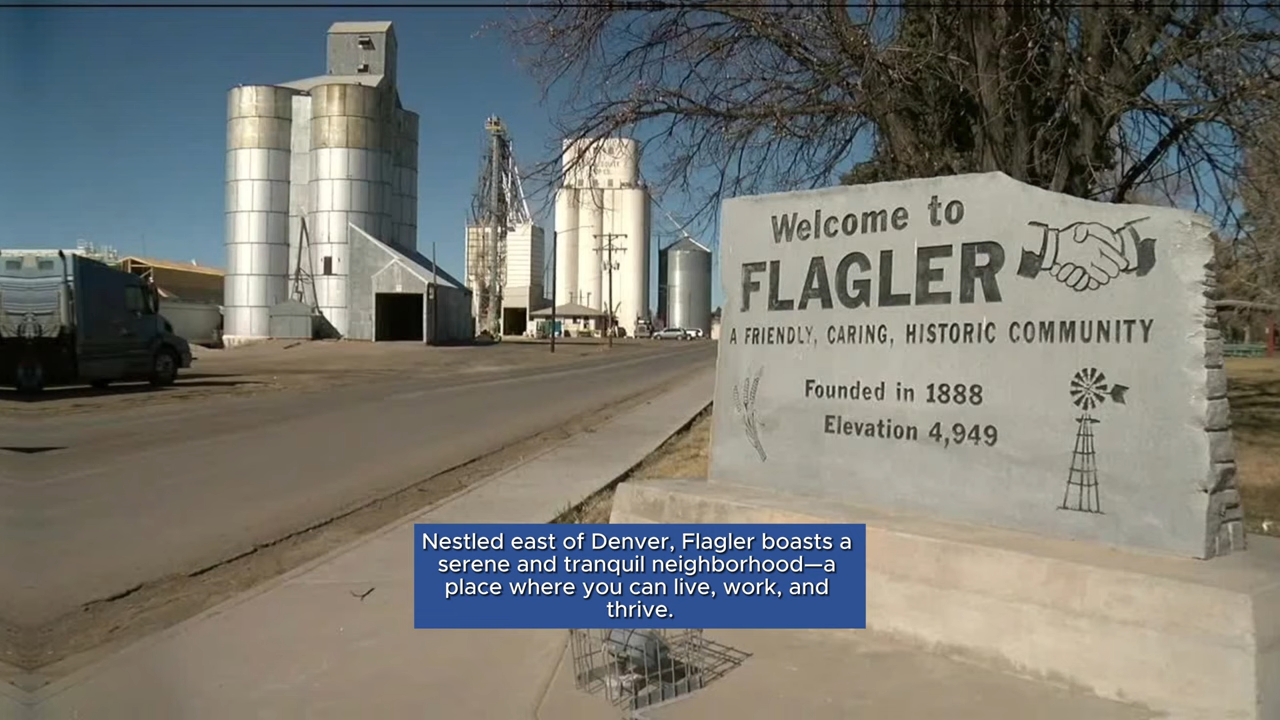 Welcome to
FLAGLER
A FRIENDLY, CARING, HISTORIC COMMUNITY
Founded in 1888
Elevation 4,949
Nestled east of Denver, Flagler boasts a
serene and tranquil neighborhood—a
place where you can live, work, and
thrive.